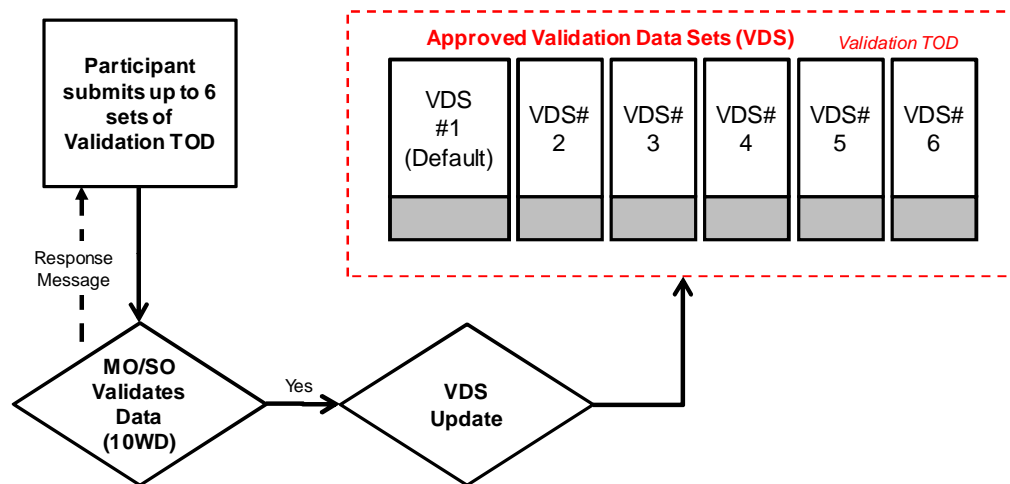 Participant
submits up to 6
sets of
Validation TOD
Approved Validation Data Sets (VDS)
Validation TOD
VDS
#1
(Default)
VDS#
2
VDS#
3
VDS#
4
VDS#
5
VDS#
6
Response
Message
MO/SO
Validates
Data
(10WD)
Yes
VDS
Update